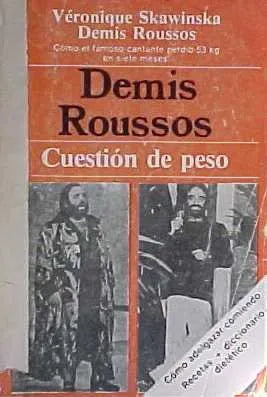 Véronique Skawinska
Demis Roussos
Cómo el famoso cantante perdió 53 kg
en siete meses
Demis
Roussos
Cuestión de peso
Cómo adelgazar comiendo
Recetas + diccionario
dietético